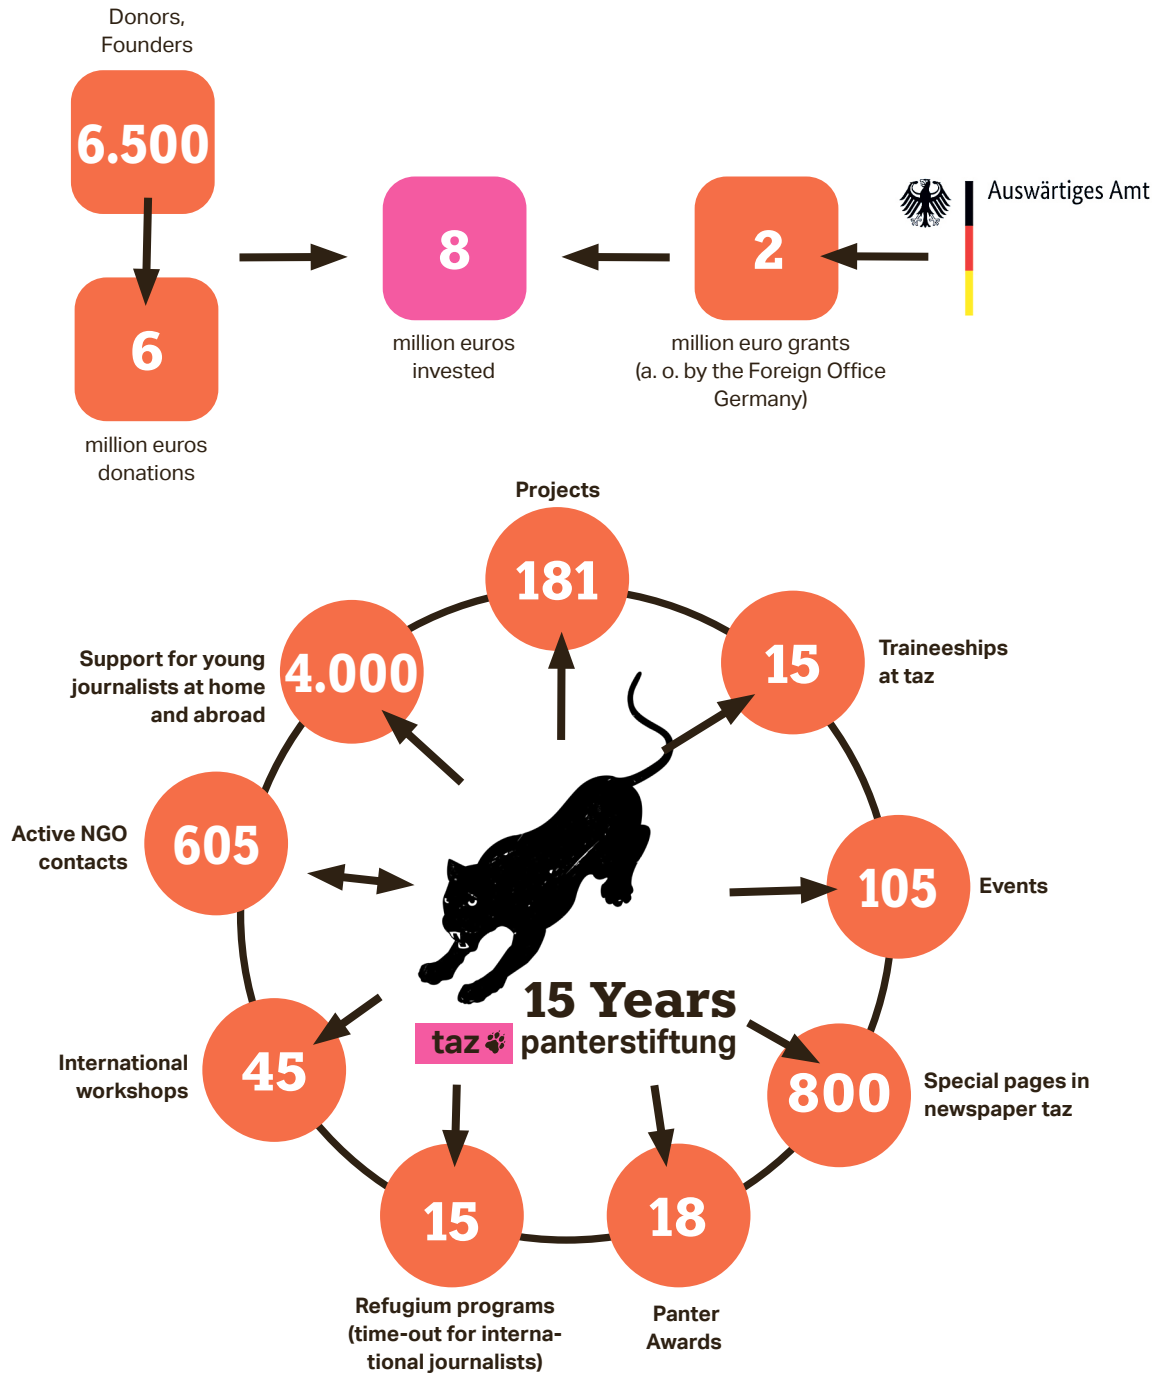 Donors,
Founders
6.500
6
million euros
donations
8
million euros
invested
2
million euro grants
(a. o. by the Foreign Office
Germany)
Auswärtiges Amt
Projects
181
15
Traineeships
at taz
105
Events
800
Special pages in
newspaper taz
18
Panter
Awards
15
Refugium programs
(time-out for interna-
tional journalists)
45
International
workshops
605
Active NGO
contacts
4.000
Support for young
journalists at home
and abroad
15 Years
taz panterstiftung